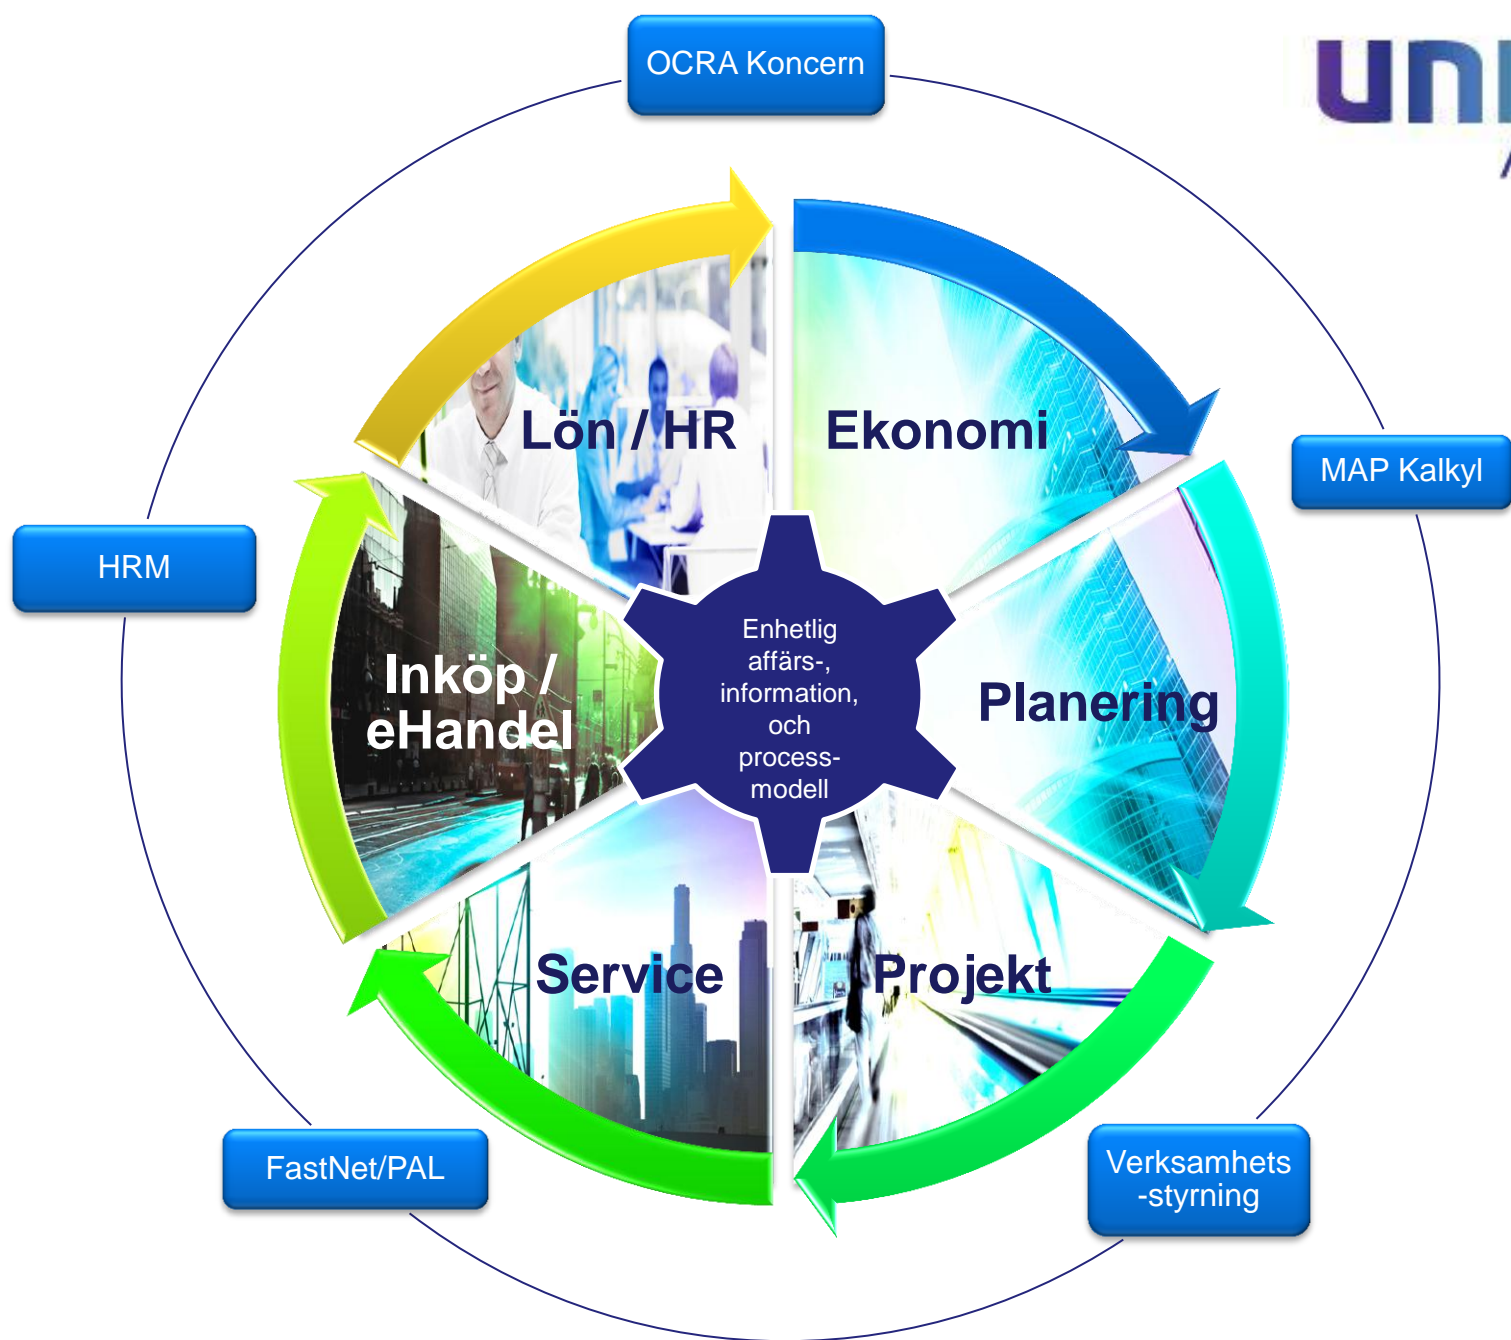 OCRA Koncern
Lön / HR
Ekonomi
MAP Kalkyl
HRM
Inköp /
eHandel
Enhetlig
affärs-,
information,
och
process-
modell
Planering
Service
Projekt
FastNet/PAL
Verksamhets
-styrning